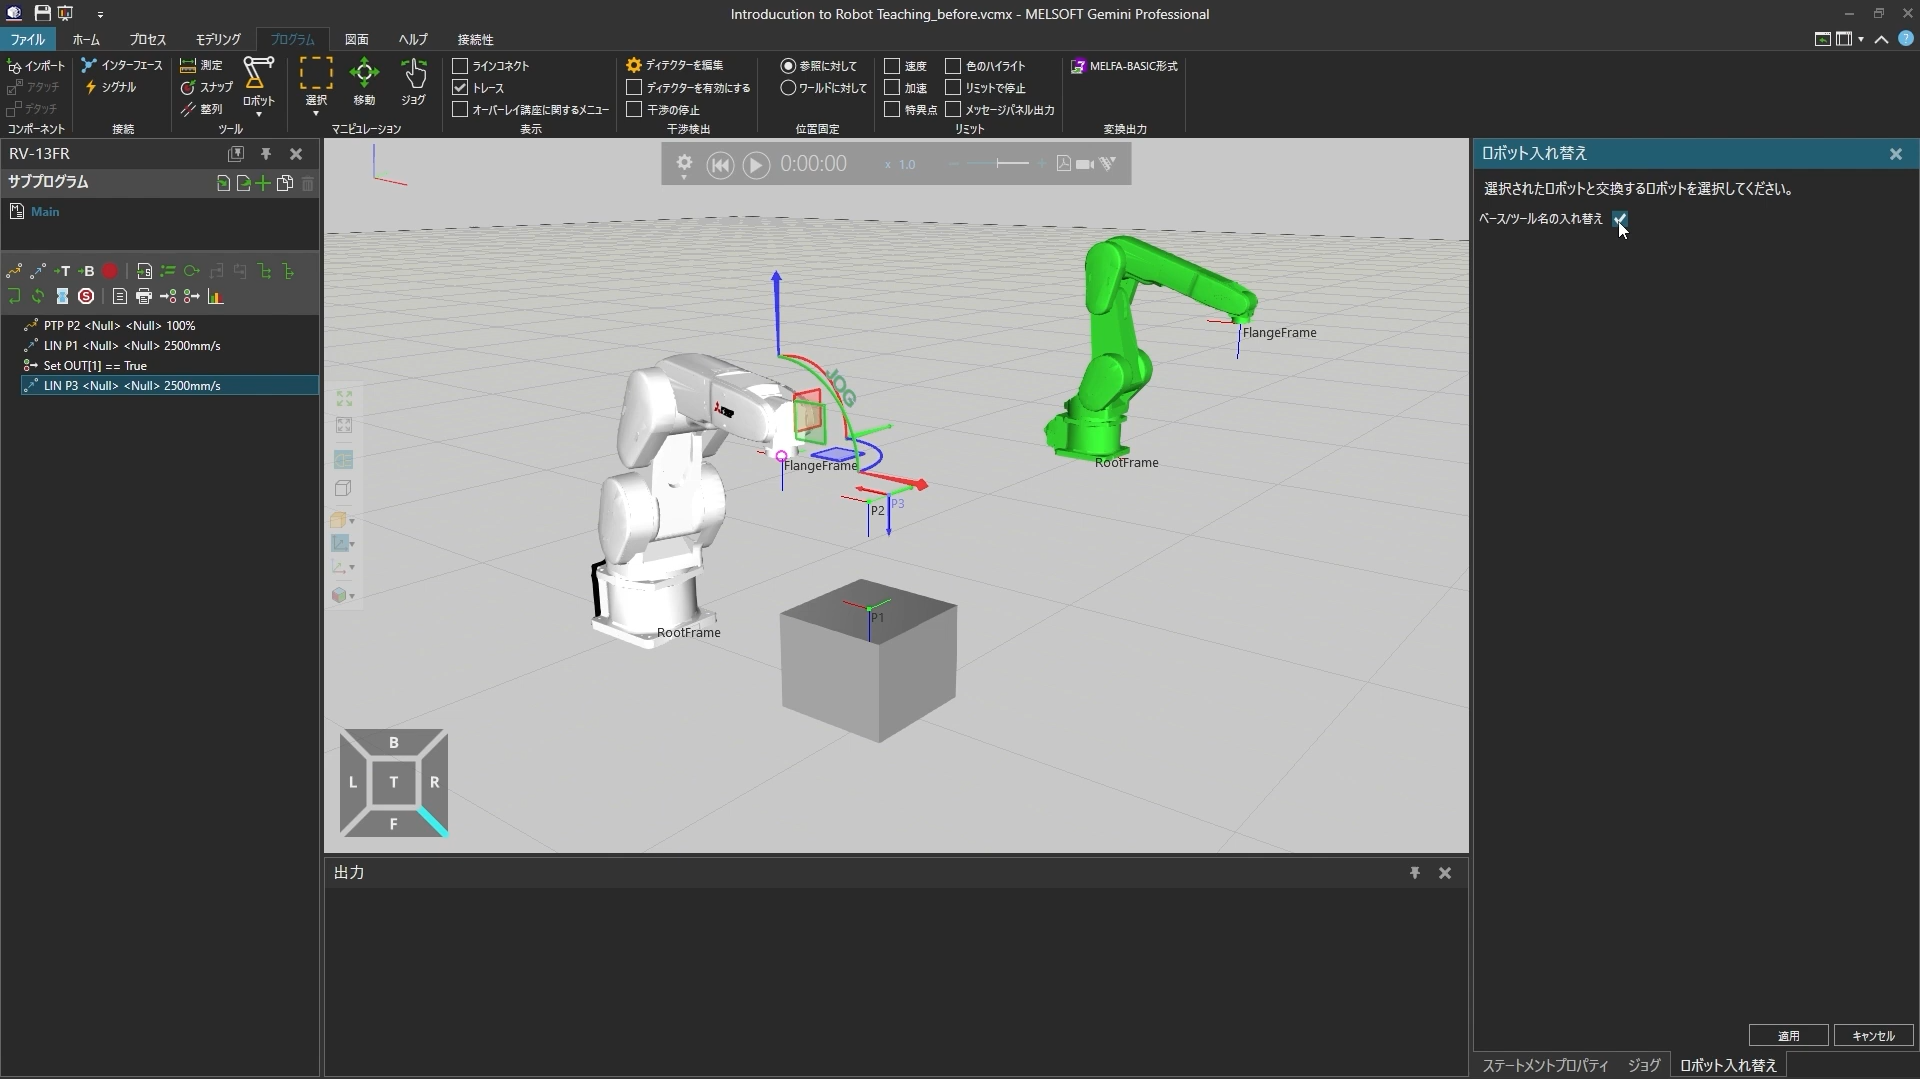 Introducution to Robot Teaching_before.vcmx - MELSOFT Gemini Professional
ファイル ホーム プロセス モデリング プログラム 図面 ヘルプ 接続性
インポート
アタッチ
デタッチ
コンポーネント
インターフェース
シグナル
接続
測定
スナップ
整列
ロボット
ツール
選択
移動
ジョグ
マニピュレーション
ラインコネクト
トレース
オーバーレイ講座に関するメニュー
表示
ディテクターを編集
ディテクターを有効にする
干渉の停止
干渉検出
参照に対して
ワールドに対して
位置固定
速度
加速
特異点
色のハイライト
リミットで停止
メッセージパネル出力
リミット
MELFA-BASIC形式
変換出力
RV-13FR
サブプログラム
Main
→T →B
PTP P2 <Null> <Null> 100%
LIN P1 <Null> <Null> 2500mm/s
Set OUT[1] == True
LIN P3 <Null> <Null> 2500mm/s
0:00:00
x 1.0
JOG
FlangeFrame
RootFrame
FlangeFrame
RootFrame
P2
P3
P1
B
L T R
F
出力
ロボット入れ替え
選択されたロボットと交換するロボットを選択してください。
ベース/ツール名の入れ替え
適用 キャンセル
ステートメントプロパティ ジョグ ロボット入れ替え